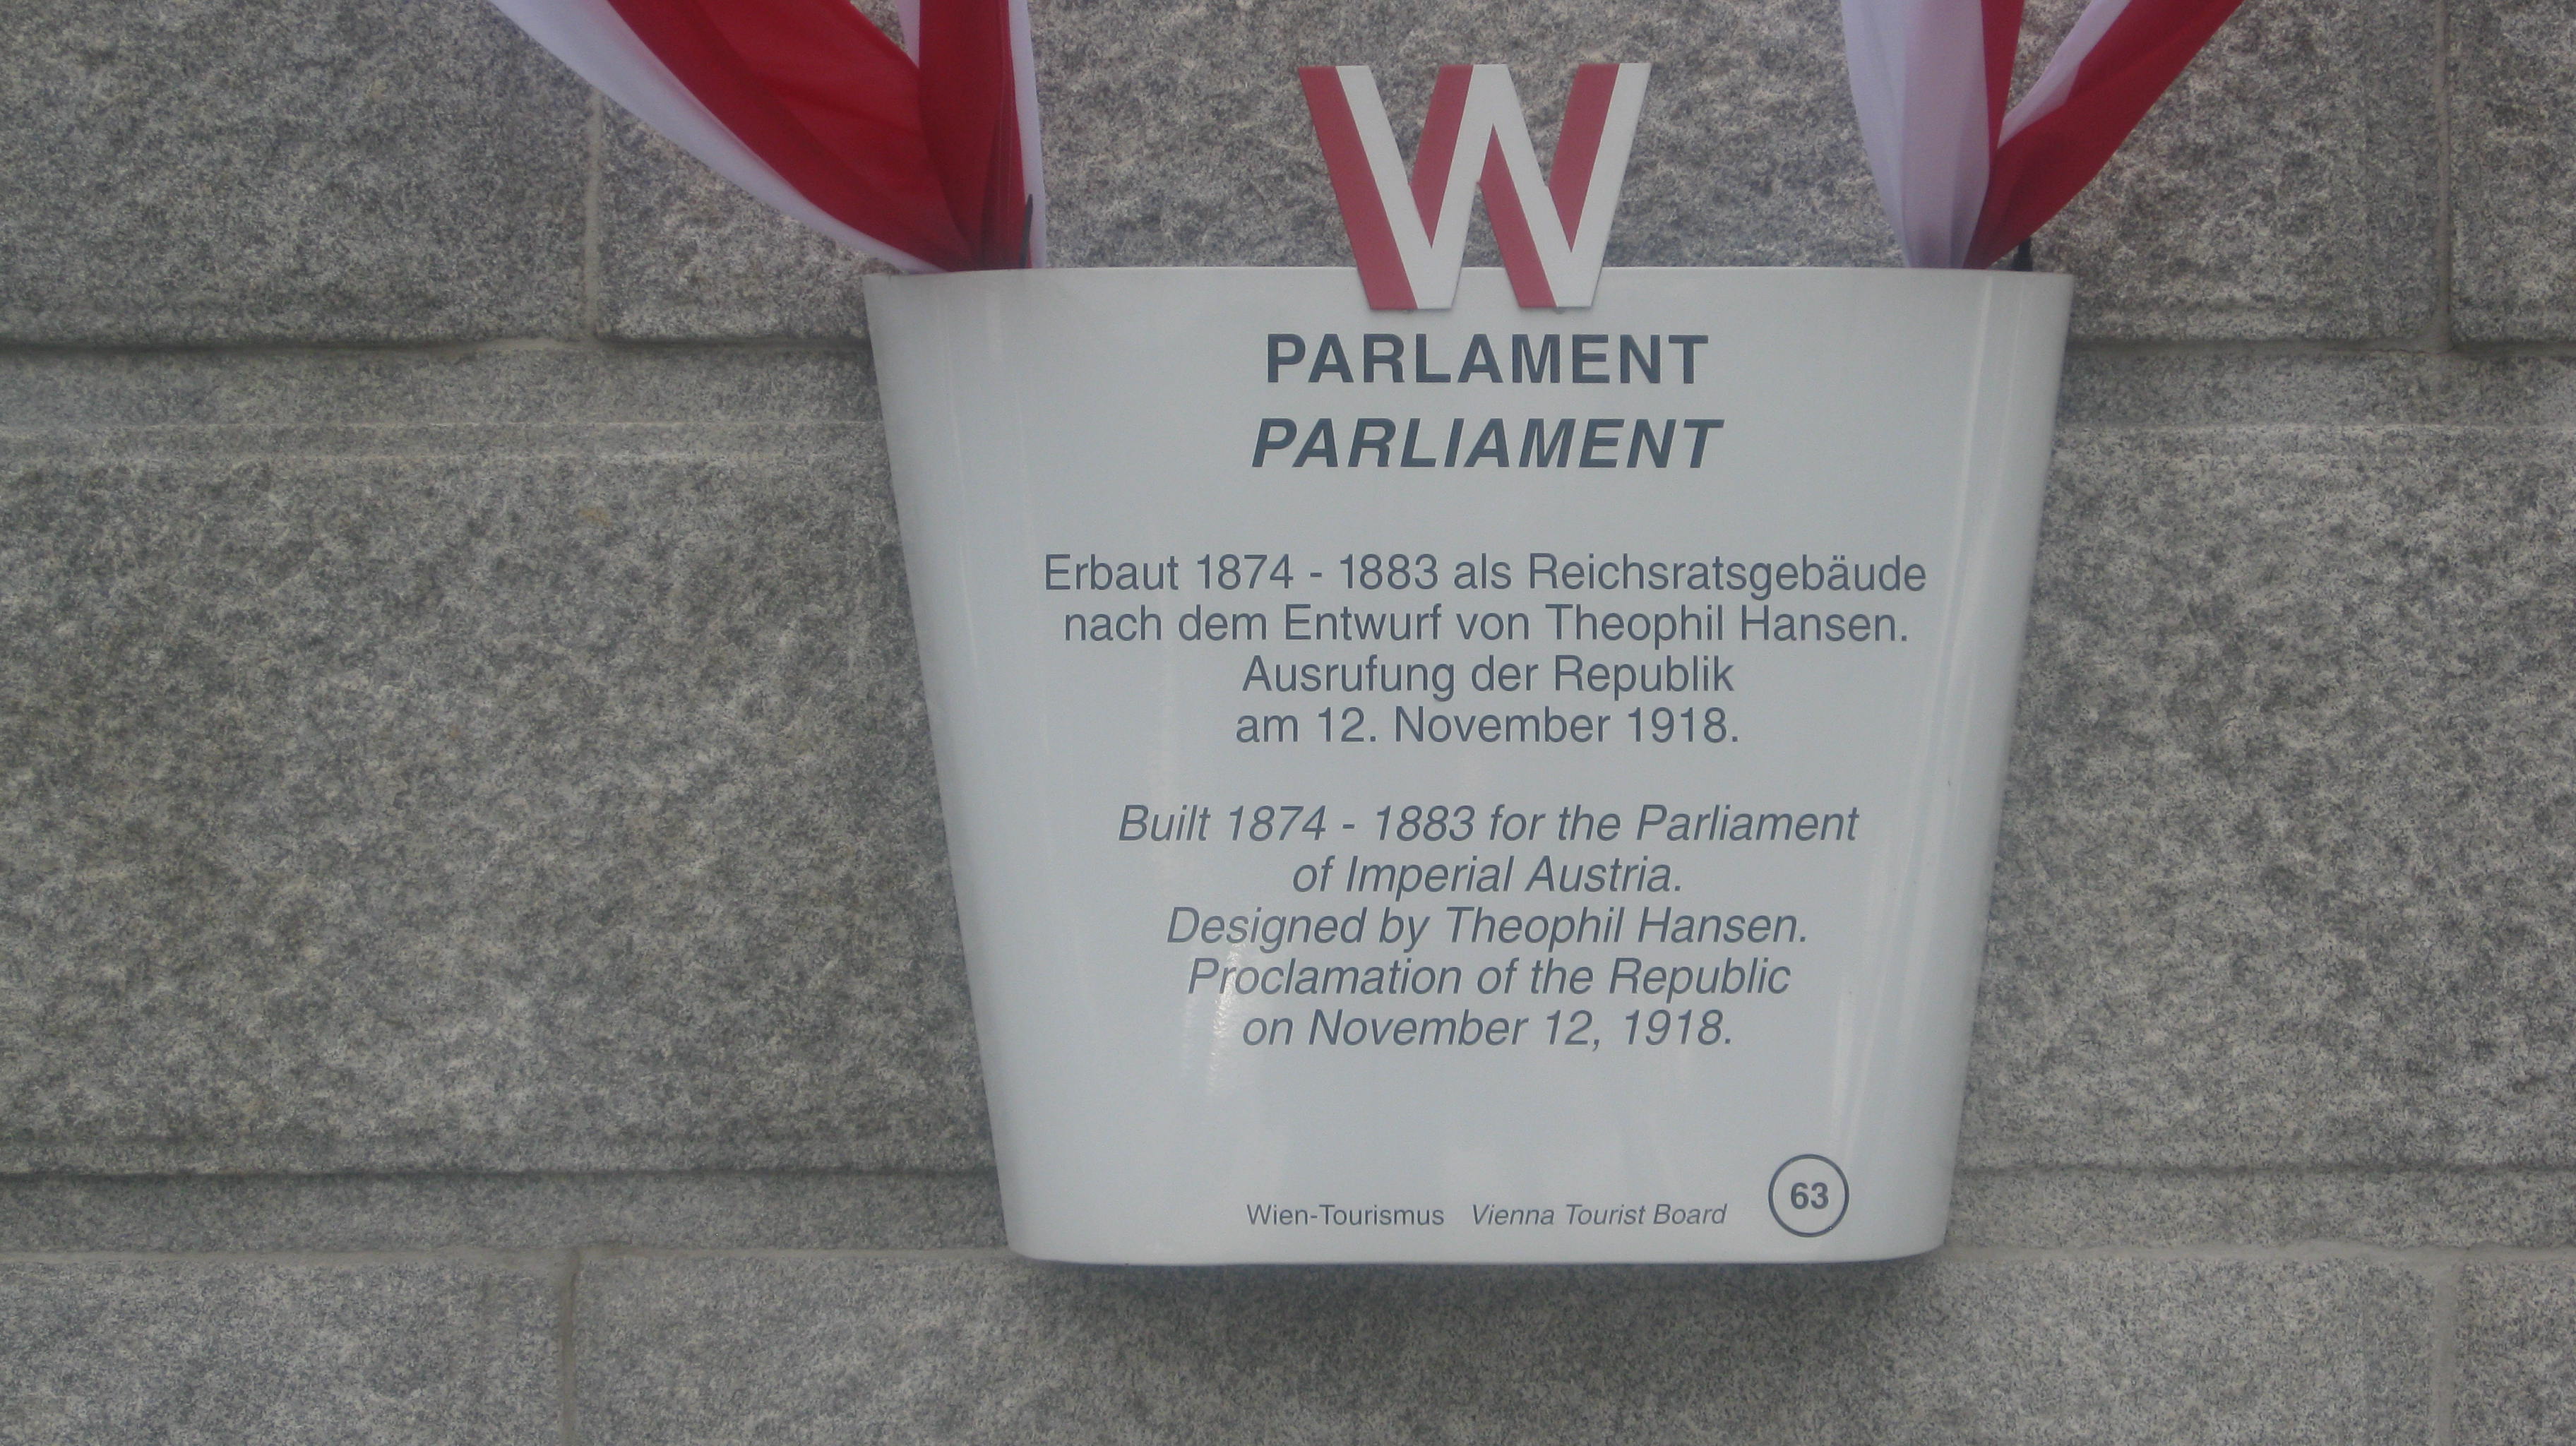 W
PARLAMENT
PARLIAMENT
Erbaut 1874 - 1883 als Reichsratsgebäude
nach dem Entwurf von Theophil Hansen.
Ausrufung der Republik
am 12. November 1918.
Built 1874 - 1883 for the Parliament
of Imperial Austria.
Designed by Theophil Hansen.
Proclamation of the Republic
on November 12, 1918.
Wien-Tourismus Vienna Tourist Board 63